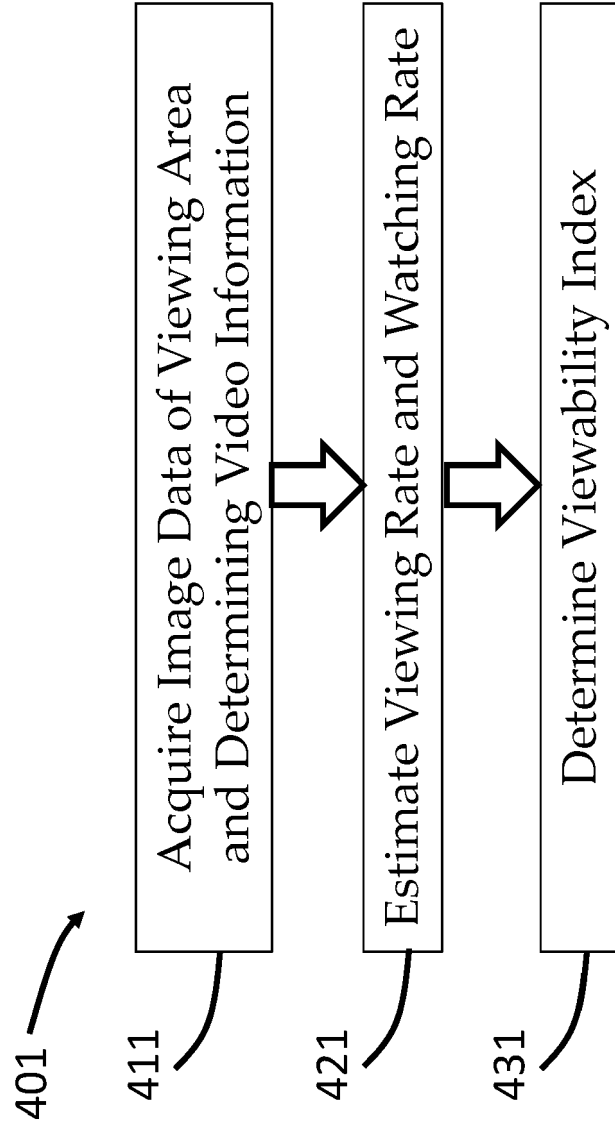 401
411
Acquire Image Data of Viewing Area
and Determining Video Information
421
Estimate Viewing Rate and Watching Rate
431
Determine Viewability Index